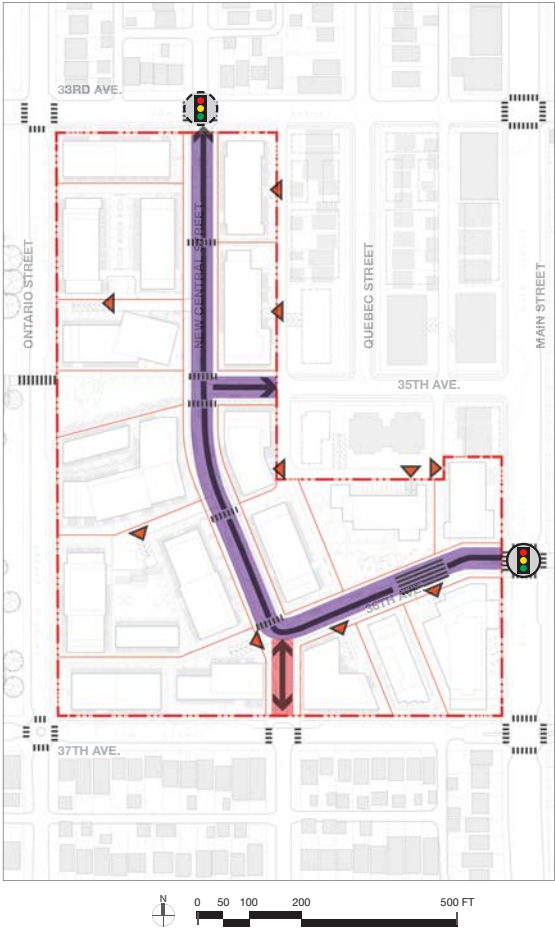 33RD AVE.
ONTARIO STREET
NEW CENTRAL STREET
QUEBEC STREET
MAIN STREET
35TH AVE.
36TH AVE.
37TH AVE.
N
0 50 100 200 500 FT